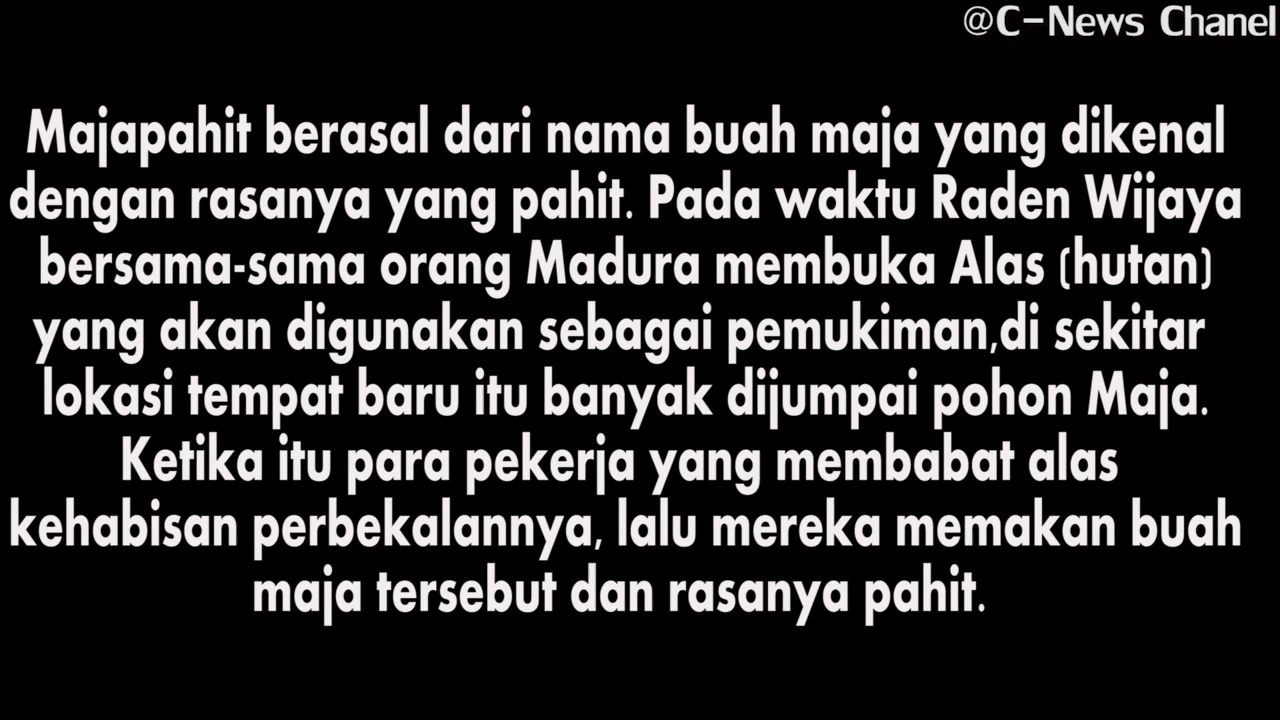 @C-News Chanel
Majapahit berasal dari nama buah maja yang dikenal
dengan rasanya yang pahit. Pada waktu Raden Wijaya
bersama-sama orang Madura membuka Alas (hutan)
yang akan digunakan sebagai pemukiman,di sekitar
lokasi tempat baru itu banyak dijumpai pohon Maja.
Ketika itu para pekerja yang membabat alas
kehabisan perbekalannya, lalu mereka memakan buah
maja tersebut dan rasanya pahit.